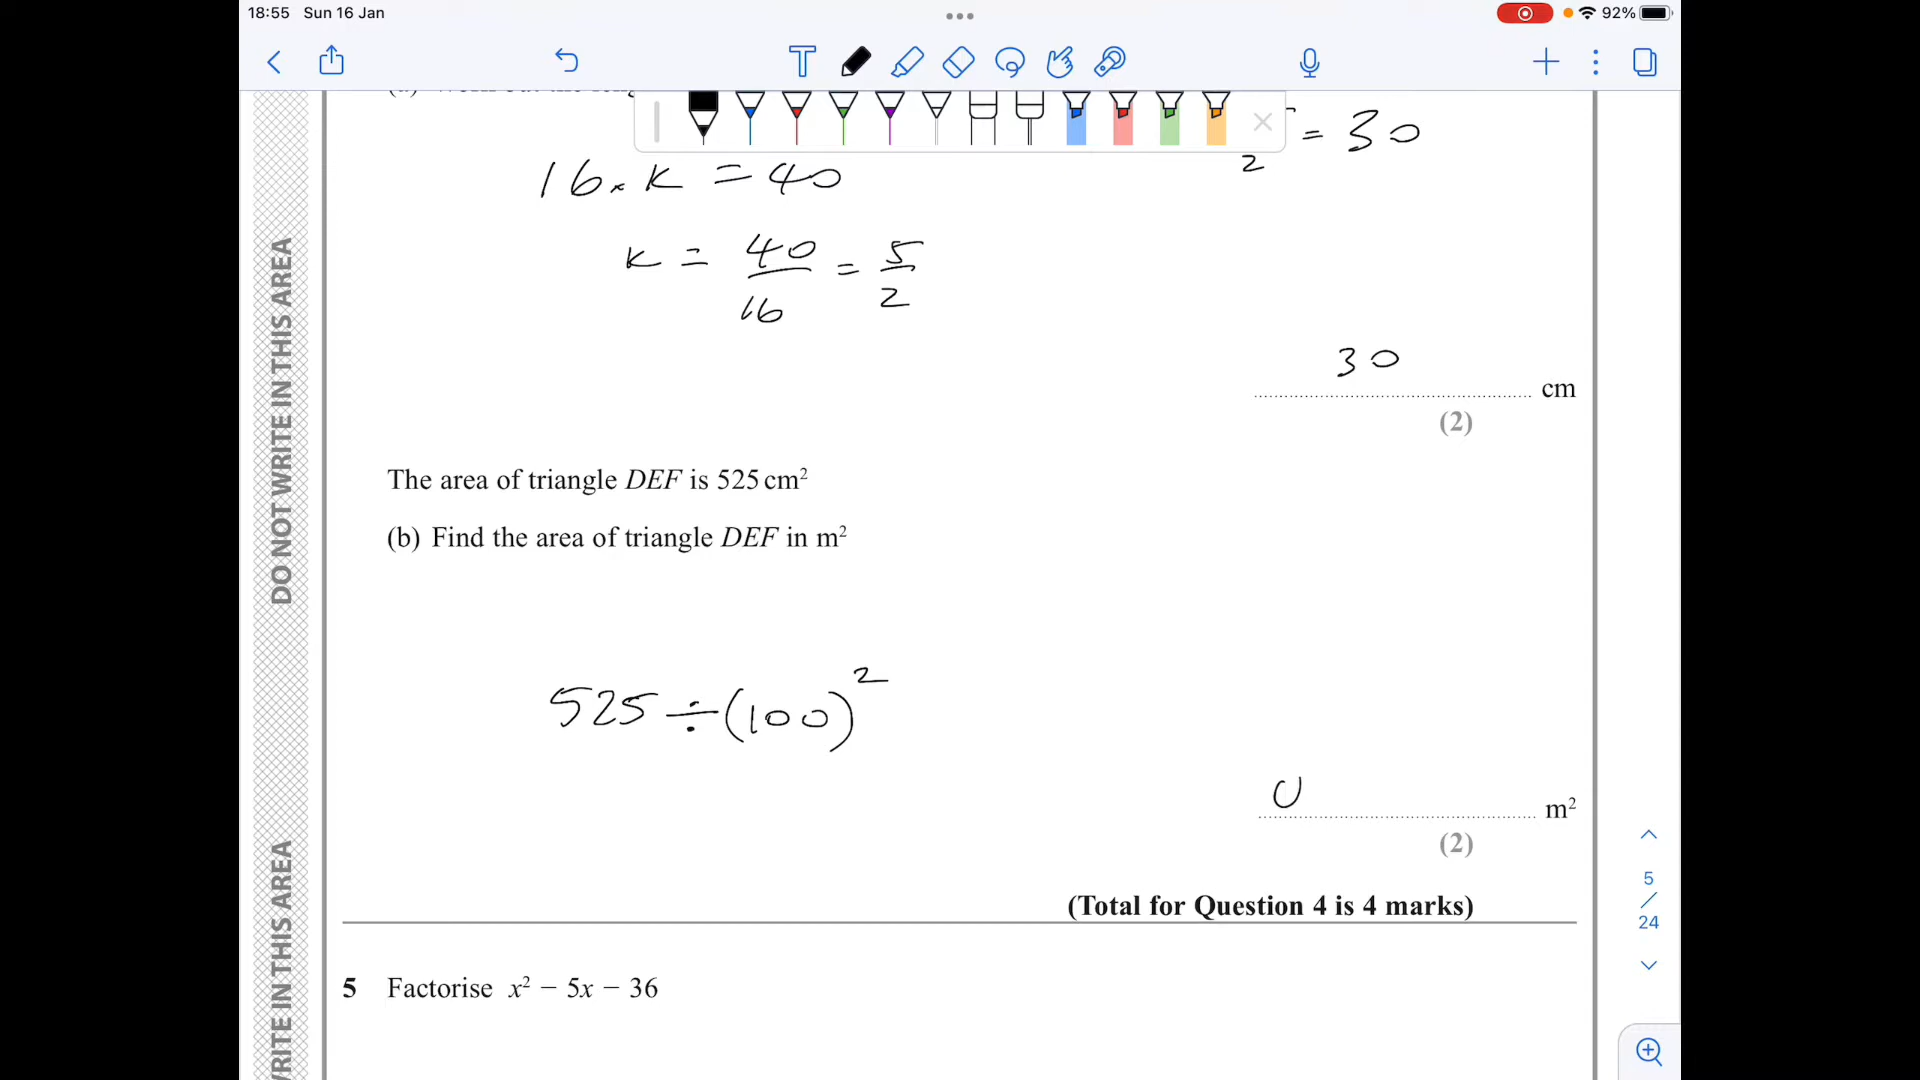 18:55 Sun 16 Jan
92%
= 30
2
16 × k = 40
k = 40/16 = 5/2
30
cm
(2)
The area of triangle DEF is 525 cm²
(b) Find the area of triangle DEF in m²
525 ÷ (100)²
0
m²
(2)
(Total for Question 4 is 4 marks)
5 Factorise x² − 5x − 36
DO NOT WRITE IN THIS AREA
WRITE IN THIS AREA
5
/
24